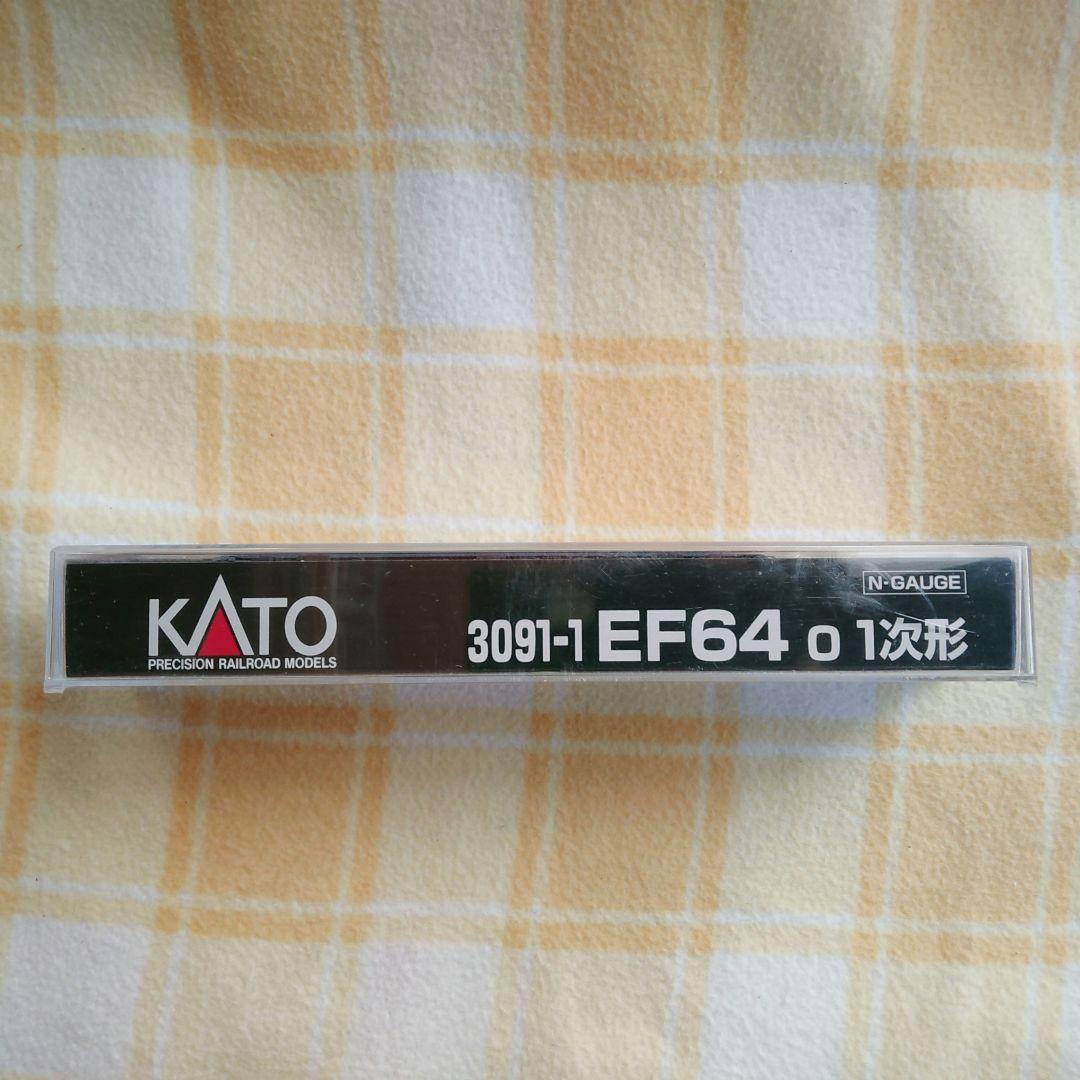 KATO
PRECISION RAILROAD MODELS
N-GAUGE
3091-1 EF64 0 1次形